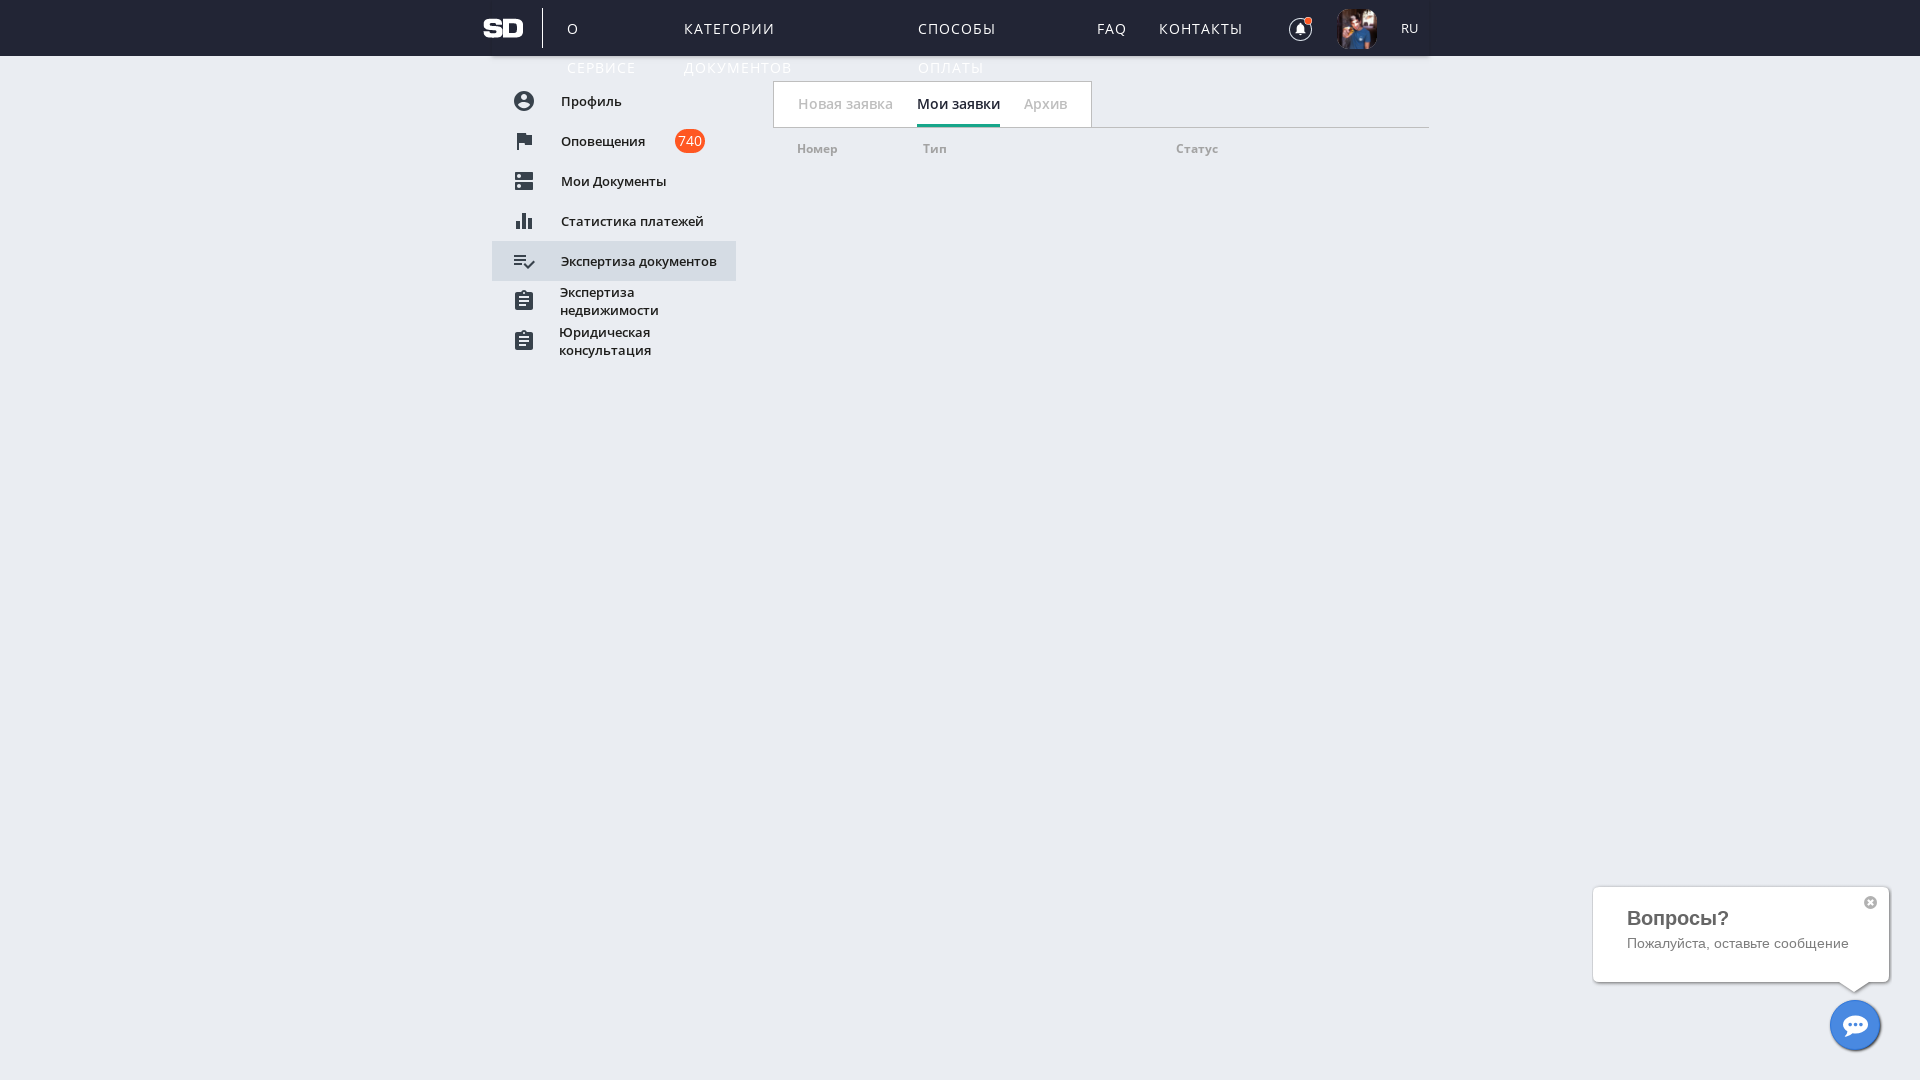 SD
О СЕРВИСЕ
КАТЕГОРИИ ДОКУМЕНТОВ
СПОСОБЫ ОПЛАТЫ
FAQ
КОНТАКТЫ
RU
Профиль
Оповещения 740
Мои Документы
Статистика платежей
Экспертиза документов
Экспертиза
недвижимости
Юридическая
консультация
Новая заявка Мои заявки Архив
Номер Тип Статус
Вопросы?
Пожалуйста, оставьте сообщение